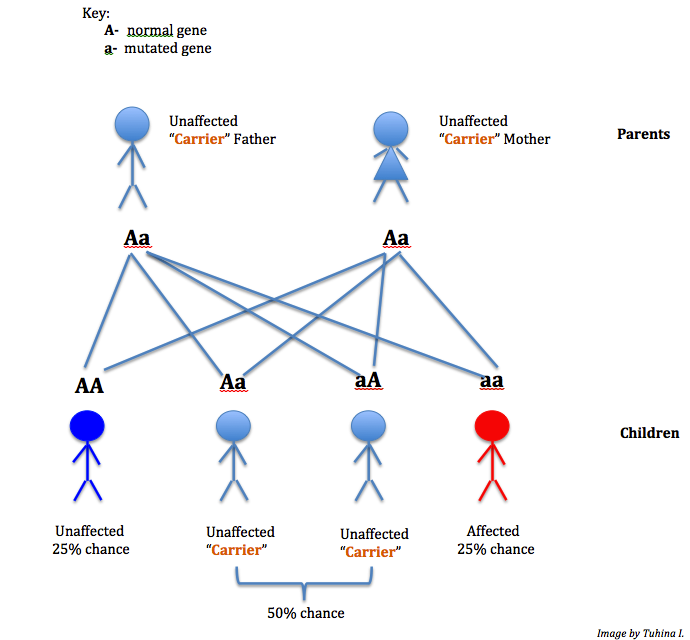 Key:
A- normal gene
a- mutated gene
Unaffected
“Carrier” Father
Unaffected
“Carrier” Mother
Parents
Aa
Aa
AA
Aa
aA
aa
Children
Unaffected
25% chance
Unaffected
“Carrier”
Unaffected
“Carrier”
Affected
25% chance
50% chance
Image by Tuhina I.